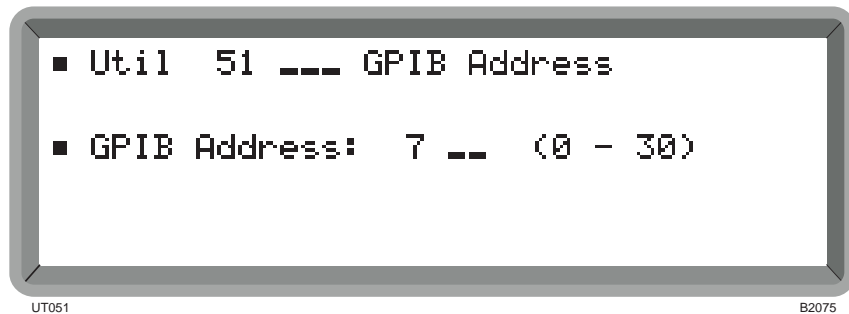 ▪ Util 51 ___ GPIB Address
▪ GPIB Address: 7 __ (0 - 30)
UT051 B2075